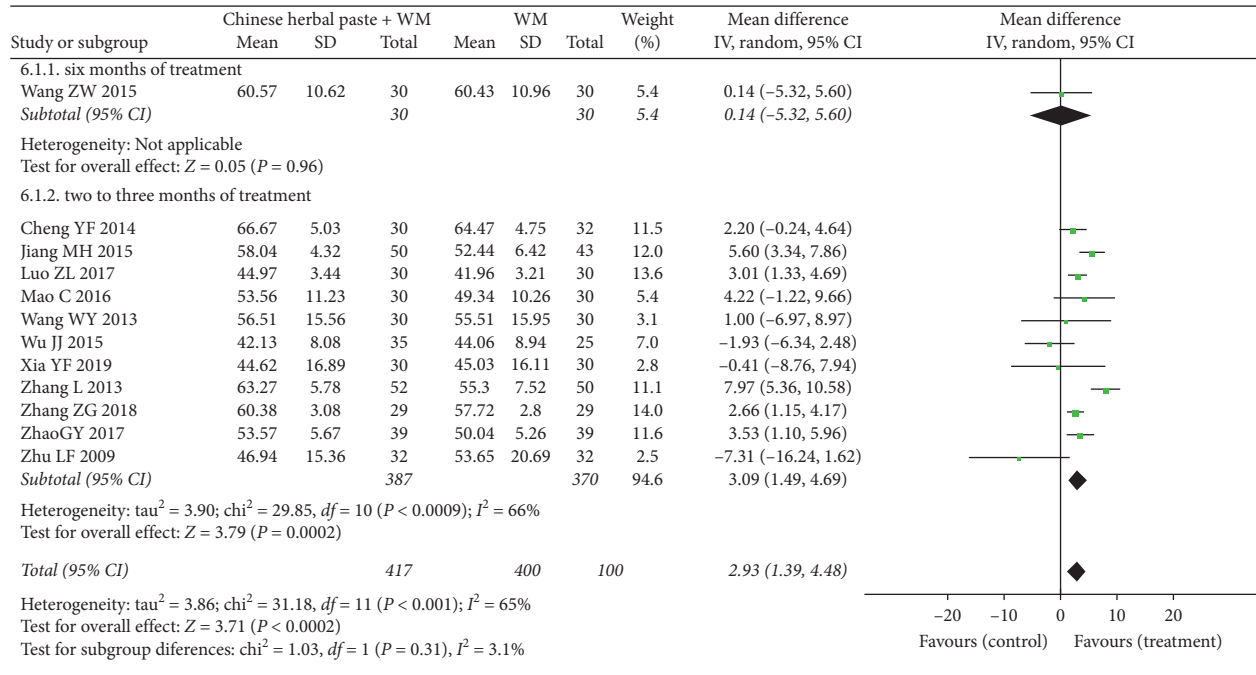 Chinese herbal paste + WM WM Weight Mean difference Mean difference
Study or subgroup Mean SD Total Mean SD Total (%) IV, random, 95% CI IV, random, 95% CI
6.1.1. six months of treatment
Wang ZW 2015 60.57 10.62 30 60.43 10.96 30 5.4 0.14 (–5.32, 5.60)
Subtotal (95% CI) 30 30 5.4 0.14 (–5.32, 5.60)
Heterogeneity: Not applicable
Test for overall effect: Z = 0.05 (P = 0.96)
6.1.2. two to three months of treatment
Cheng YF 2014 66.67 5.03 30 64.47 4.75 32 11.5 2.20 (–0.24, 4.64)
Jiang MH 2015 58.04 4.32 50 52.44 6.42 43 12.0 5.60 (3.34, 7.86)
Luo ZL 2017 44.97 3.44 30 41.96 3.21 30 13.6 3.01 (1.33, 4.69)
Mao C 2016 53.56 11.23 30 49.34 10.26 30 5.4 4.22 (–1.22, 9.66)
Wang WY 2013 56.51 15.56 30 55.51 15.95 30 3.1 1.00 (–6.97, 8.97)
Wu JJ 2015 42.13 8.08 35 44.06 8.94 25 7.0 –1.93 (–6.34, 2.48)
Xia YF 2019 44.62 16.89 30 45.03 16.11 30 2.8 –0.41 (–8.76, 7.94)
Zhang L 2013 63.27 5.78 52 55.3 7.52 50 11.1 7.97 (5.36, 10.58)
Zhang ZG 2018 60.38 3.08 29 57.72 2.8 29 14.0 2.66 (1.15, 4.17)
ZhaoGY 2017 53.57 5.67 39 50.04 5.26 39 11.6 3.53 (1.10, 5.96)
Zhu LF 2009 46.94 15.36 32 53.65 20.69 32 2.5 –7.31 (–16.24, 1.62)
Subtotal (95% CI) 387 370 94.6 3.09 (1.49, 4.69)
Heterogeneity: tau² = 3.90; chi² = 29.85, df = 10 (P < 0.0009); I² = 66%
Test for overall effect: Z = 3.79 (P = 0.0002)
Total (95% CI) 417 400 100 2.93 (1.39, 4.48)
Heterogeneity: tau² = 3.86; chi² = 31.18, df = 11 (P < 0.001); I² = 65%
Test for overall effect: Z = 3.71 (P < 0.0002)
Test for subgroup diferences: chi² = 1.03, df = 1 (P = 0.31), I² = 3.1%
–20 –10 0 10 20
Favours (control) Favours (treatment)